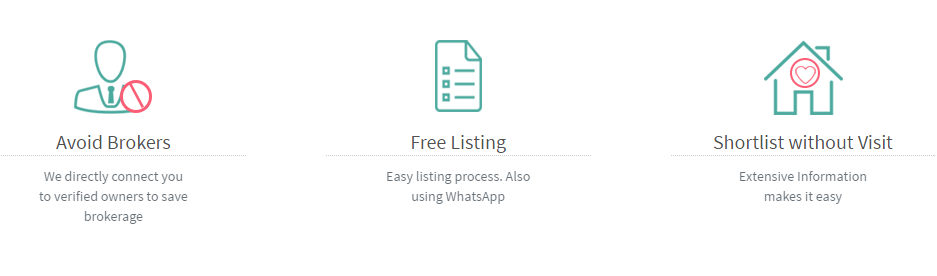 Avoid Brokers
We directly connect you
to verified owners to save
brokerage
Free Listing
Easy listing process. Also
using WhatsApp
Shortlist without Visit
Extensive Information
makes it easy